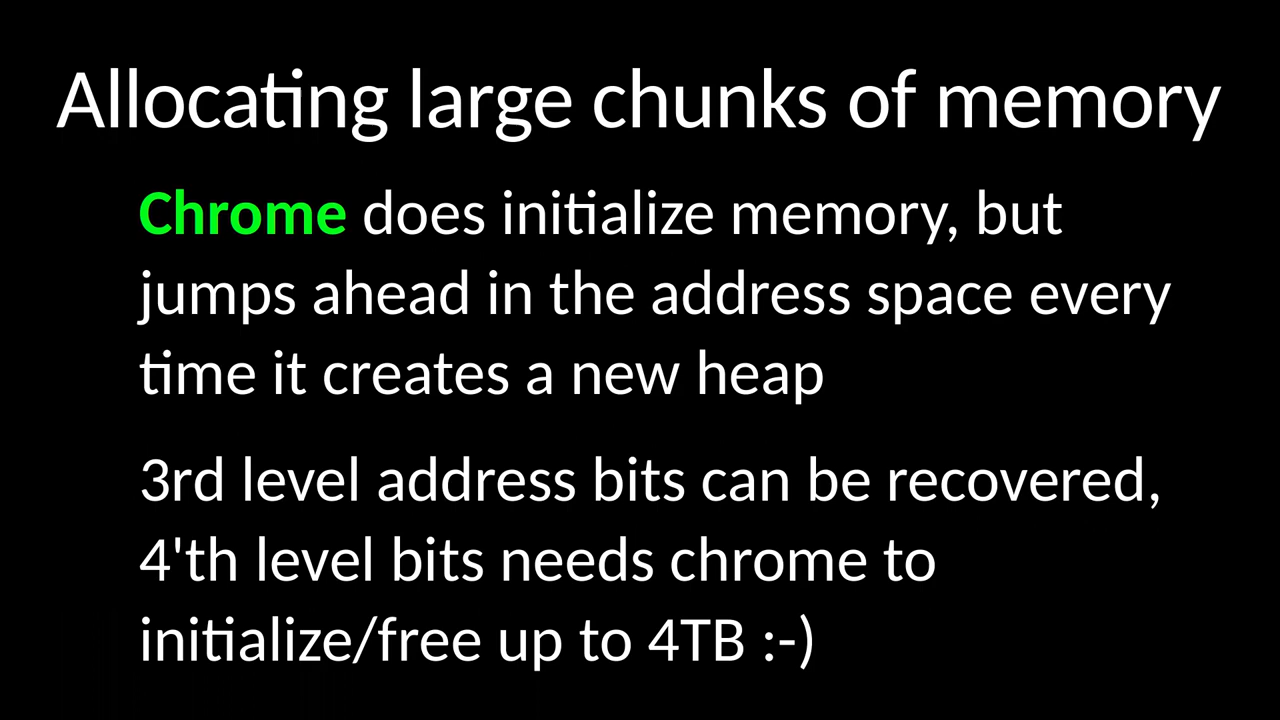 Allocating large chunks of memory
Chrome does initialize memory, but
jumps ahead in the address space every
time it creates a new heap
3rd level address bits can be recovered,
4'th level bits needs chrome to
initialize/free up to 4TB :-)